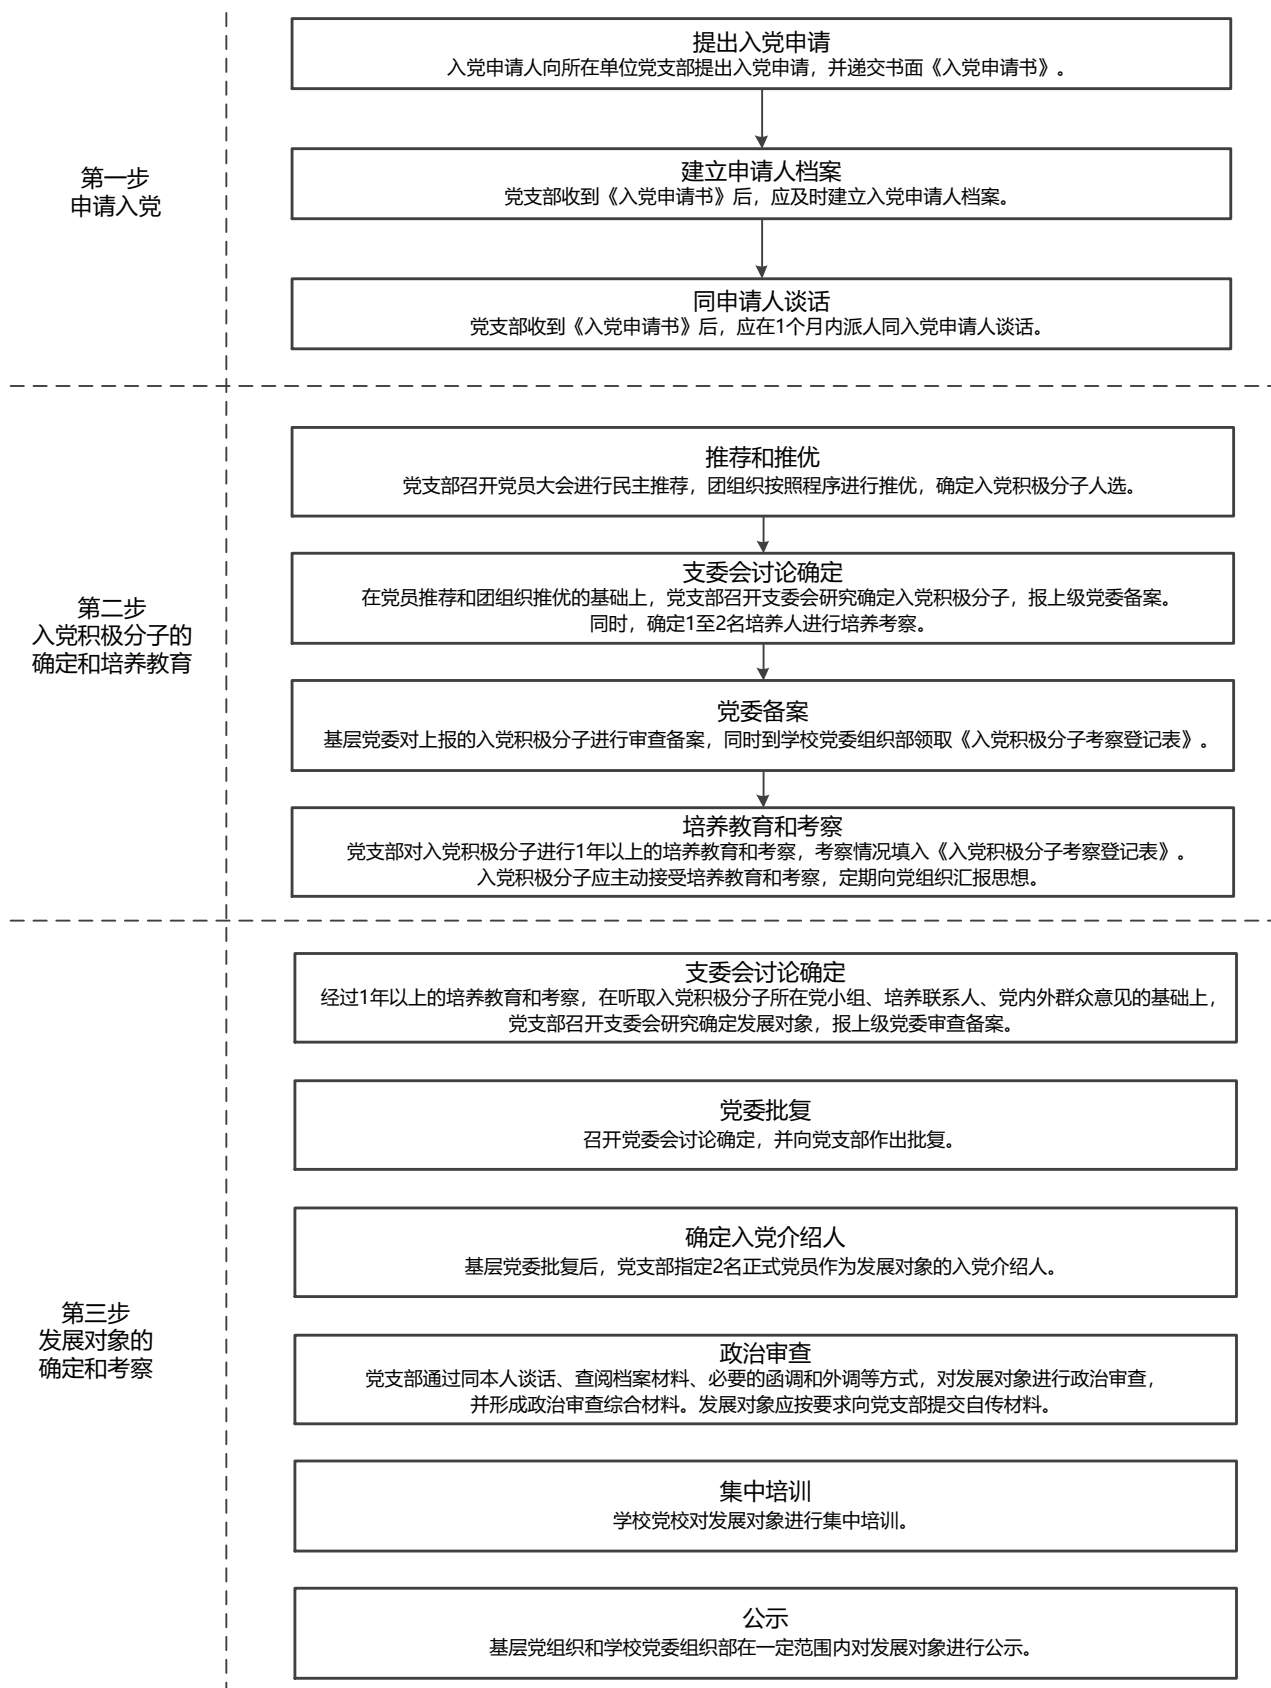 提出入党申请
入党申请人向所在单位党支部提出入党申请，并递交书面《入党申请书》。
建立申请人档案
党支部收到《入党申请书》后，应及时建立入党申请人档案。
第一步
申请入党
同申请人谈话
党支部收到《入党申请书》后，应在1个月内派人同入党申请人谈话。
推荐和推优
党支部召开党员大会进行民主推荐，团组织按照程序进行推优，确定入党积极分子人选。
支委会讨论确定
在党员推荐和团组织推优的基础上，党支部召开支委会研究确定入党积极分子，报上级党委备案。
同时，确定1至2名培养人进行培养考察。
第二步
入党积极分子的
确定和培养教育
党委备案
基层党委对上报的入党积极分子进行审查备案，同时到学校党委组织部领取《入党积极分子考察登记表》。
培养教育和考察
党支部对入党积极分子进行1年以上的培养教育和考察，考察情况填入《入党积极分子考察登记表》。
入党积极分子应主动接受培养教育和考察，定期向党组织汇报思想。
支委会讨论确定
经过1年以上的培养教育和考察，在听取入党积极分子所在党小组、培养联系人、党内外群众意见的基础上，
党支部召开支委会研究确定发展对象，报上级党委审查备案。
党委批复
召开党委会讨论确定，并向党支部作出批复。
确定入党介绍人
基层党委批复后，党支部指定2名正式党员作为发展对象的入党介绍人。
第三步
发展对象的
确定和考察
政治审查
党支部通过同本人谈话、查阅档案材料、必要的函调和外调等方式，对发展对象进行政治审查，
并形成政治审查综合材料。发展对象应按要求向党支部提交自传材料。
集中培训
学校党校对发展对象进行集中培训。
公示
基层党组织和学校党委组织部在一定范围内对发展对象进行公示。